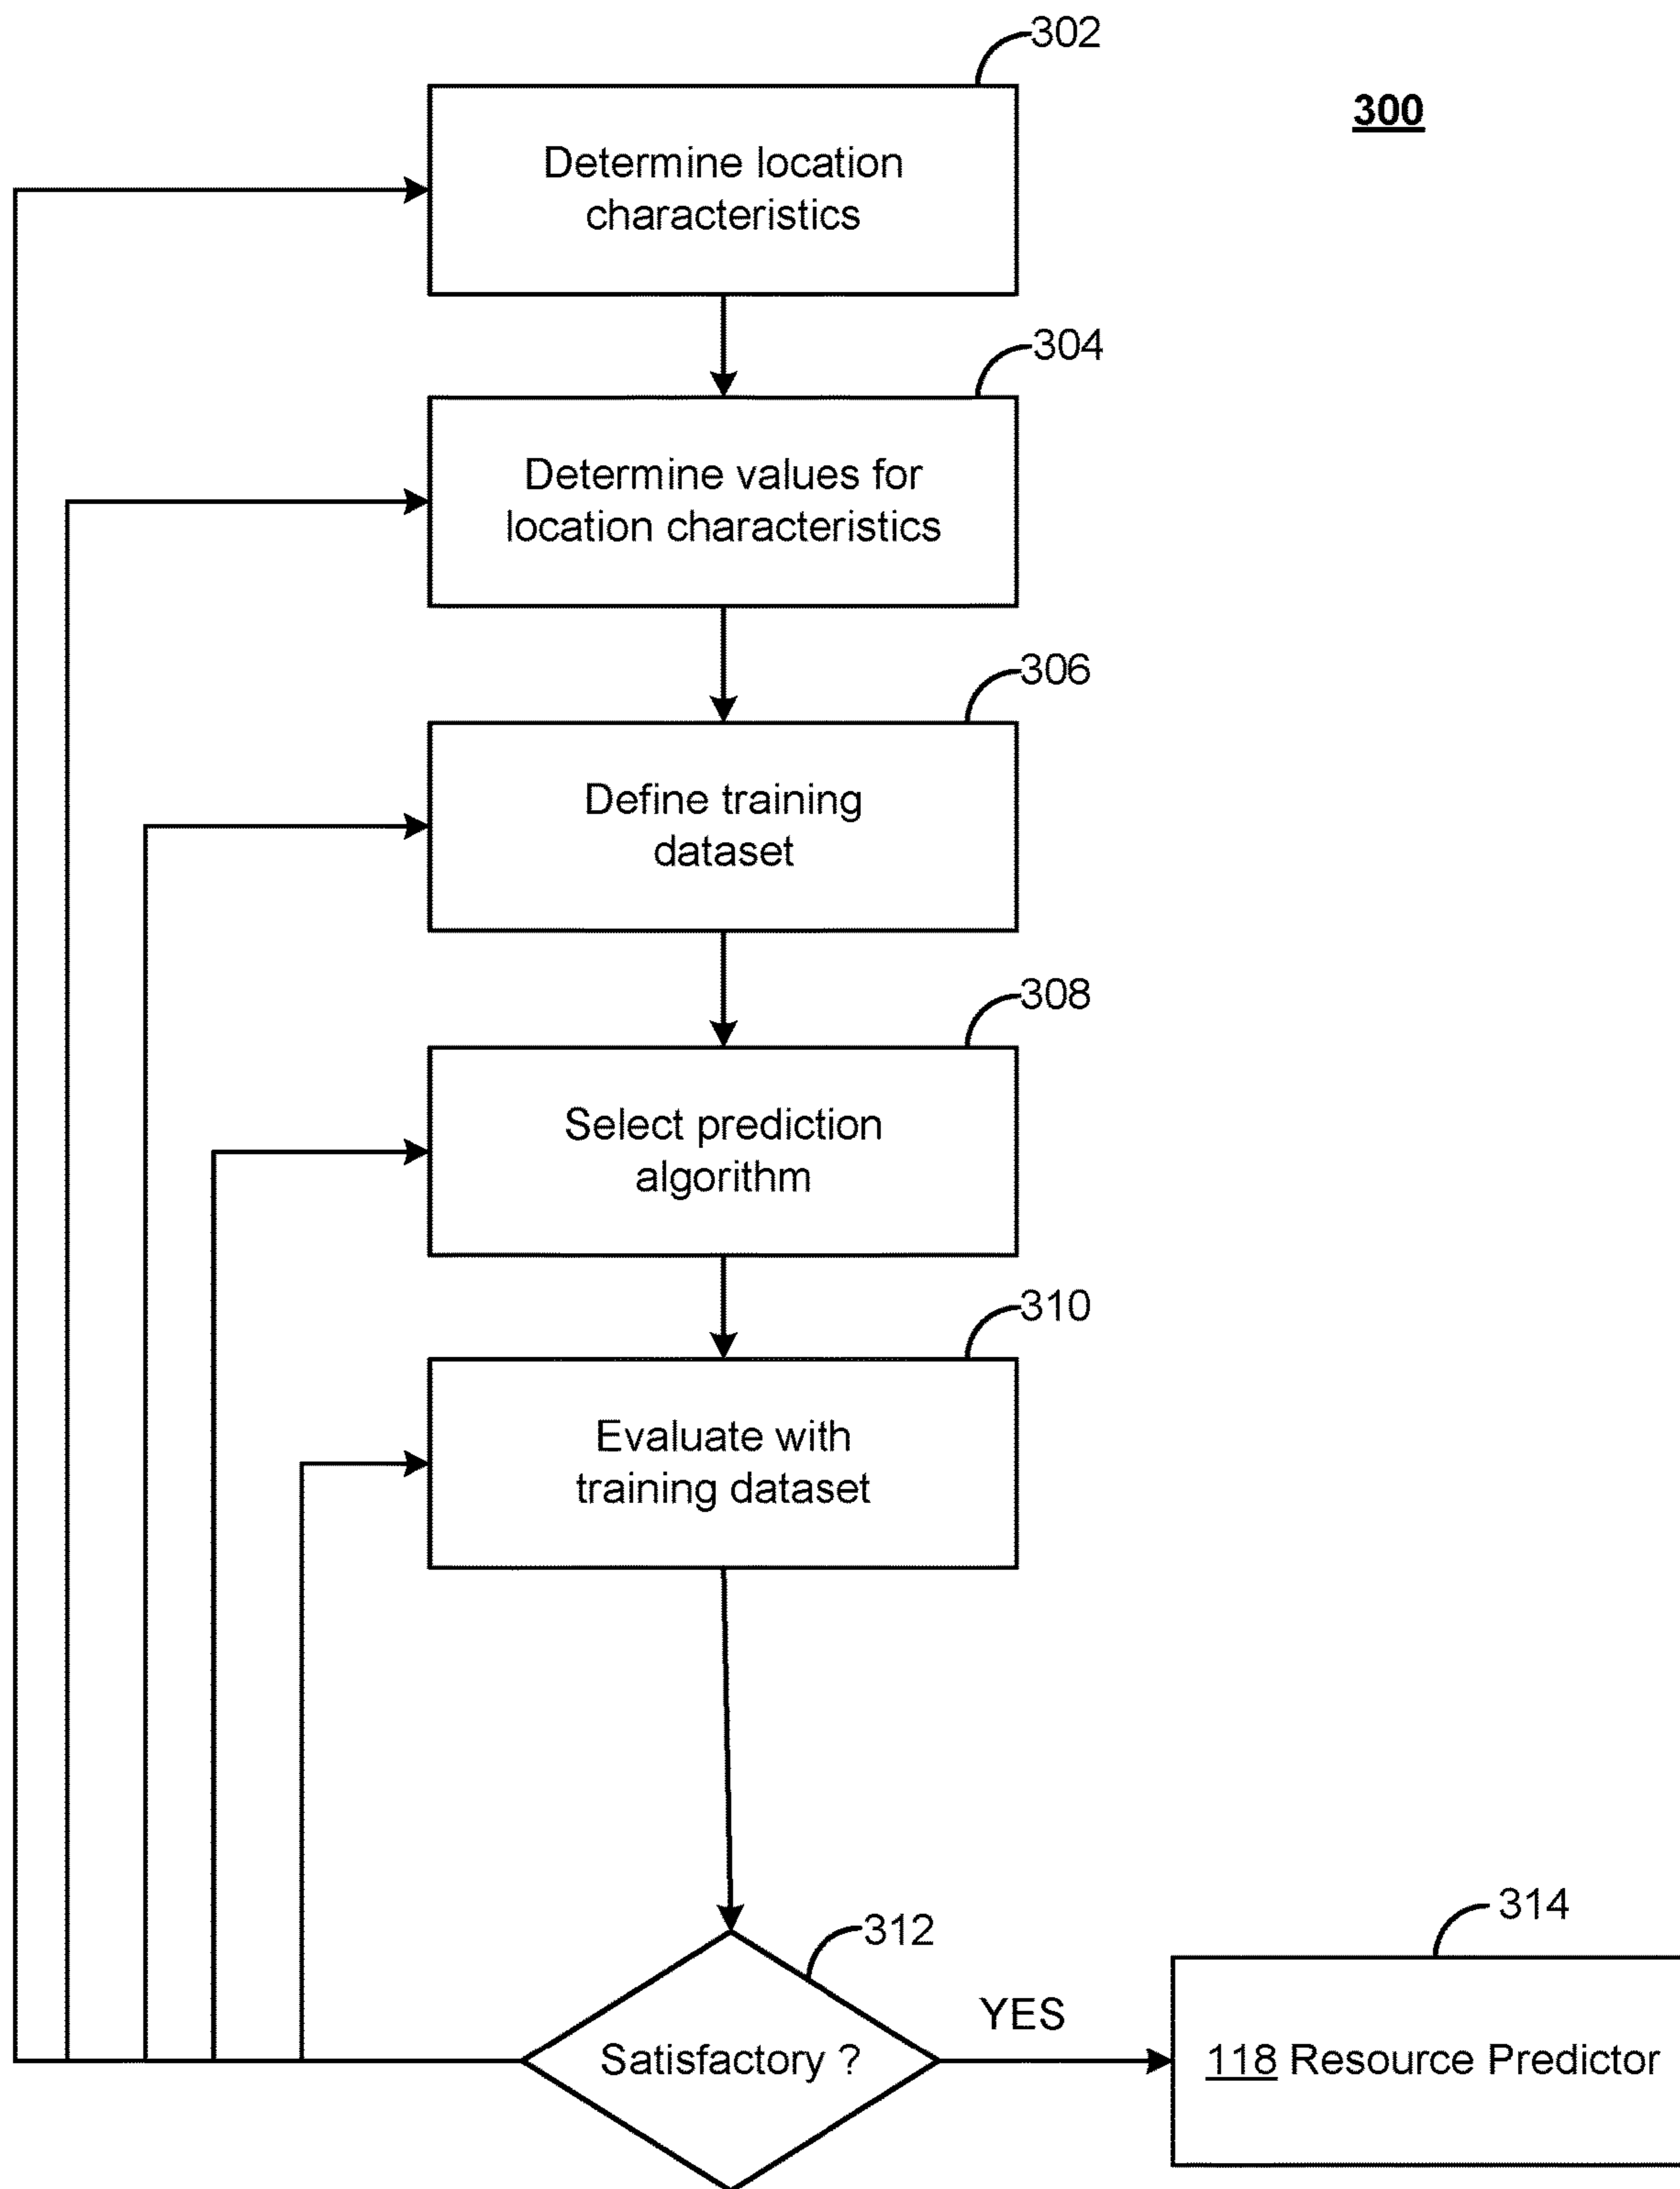 302
300
Determine location
characteristics
304
Determine values for
location characteristics
306
Define training
dataset
308
Select prediction
algorithm
310
Evaluate with
training dataset
312
314
YES
Satisfactory ?
118 Resource Predictor